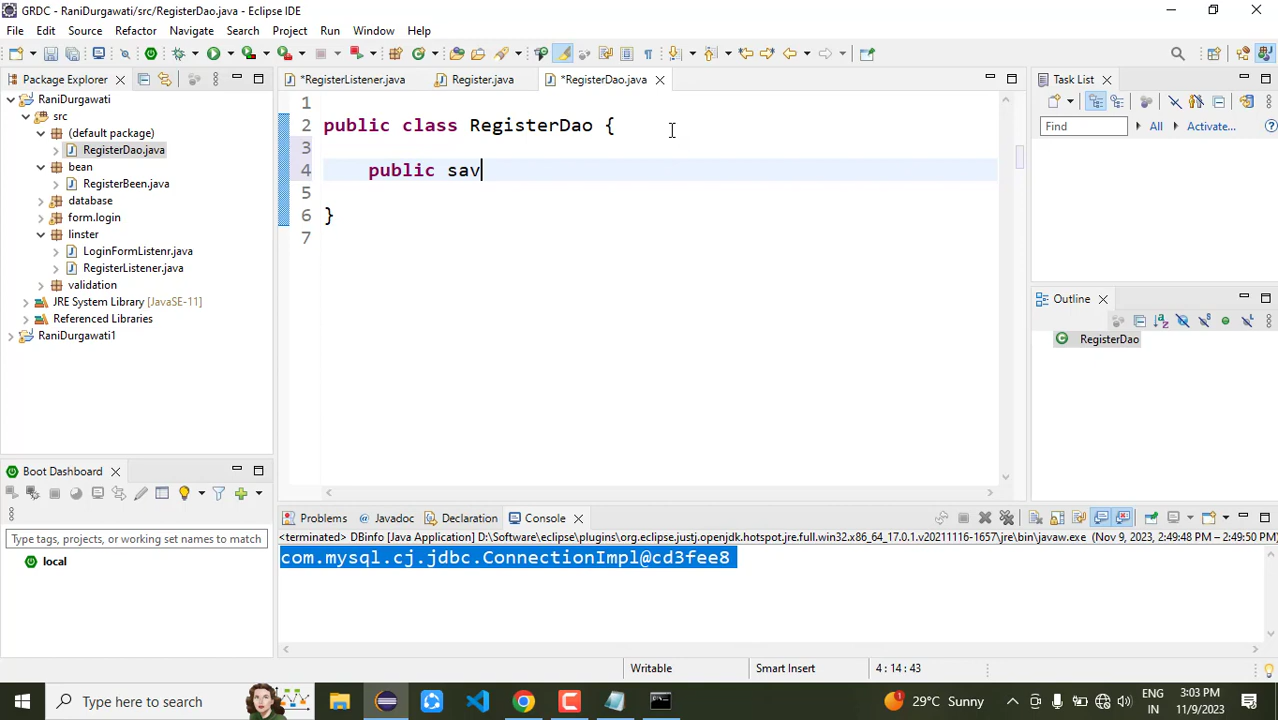 GRDC - RaniDurgawati/src/RegisterDao.java - Eclipse IDE
File Edit Source Refactor Navigate Search Project Run Window Help
Package Explorer
*RegisterListener.java
Register.java
*RegisterDao.java
Task List
RaniDurgawati
src
(default package)
RegisterDao.java
bean
RegisterBeen.java
database
form.login
linster
LoginFormListenr.java
RegisterListener.java
validation
JRE System Library [JavaSE-11]
Referenced Libraries
RaniDurgawati1
1
2 public class RegisterDao {
3
4 public sav
5
6 }
7
Find
All
Activate...
Outline
RegisterDao
Boot Dashboard
Type tags, projects, or working set names to match (incl
local
Problems
Javadoc
Declaration
Console
<terminated> DBinfo [Java Application] D:\Software\eclipse\plugins\org.eclipse.justj.openjdk.hotspot.jre.full.win32.x86_64_17.0.1.v20211116-1657\jre\bin\javaw.exe (Nov 9, 2023, 2:49:48 PM – 2:49:50 PM)
com.mysql.cj.jdbc.ConnectionImpl@cd3fee8
Writable
Smart Insert
4 : 14 : 43
Type here to search
29°C Sunny
ENG
IN
3:03 PM
11/9/2023